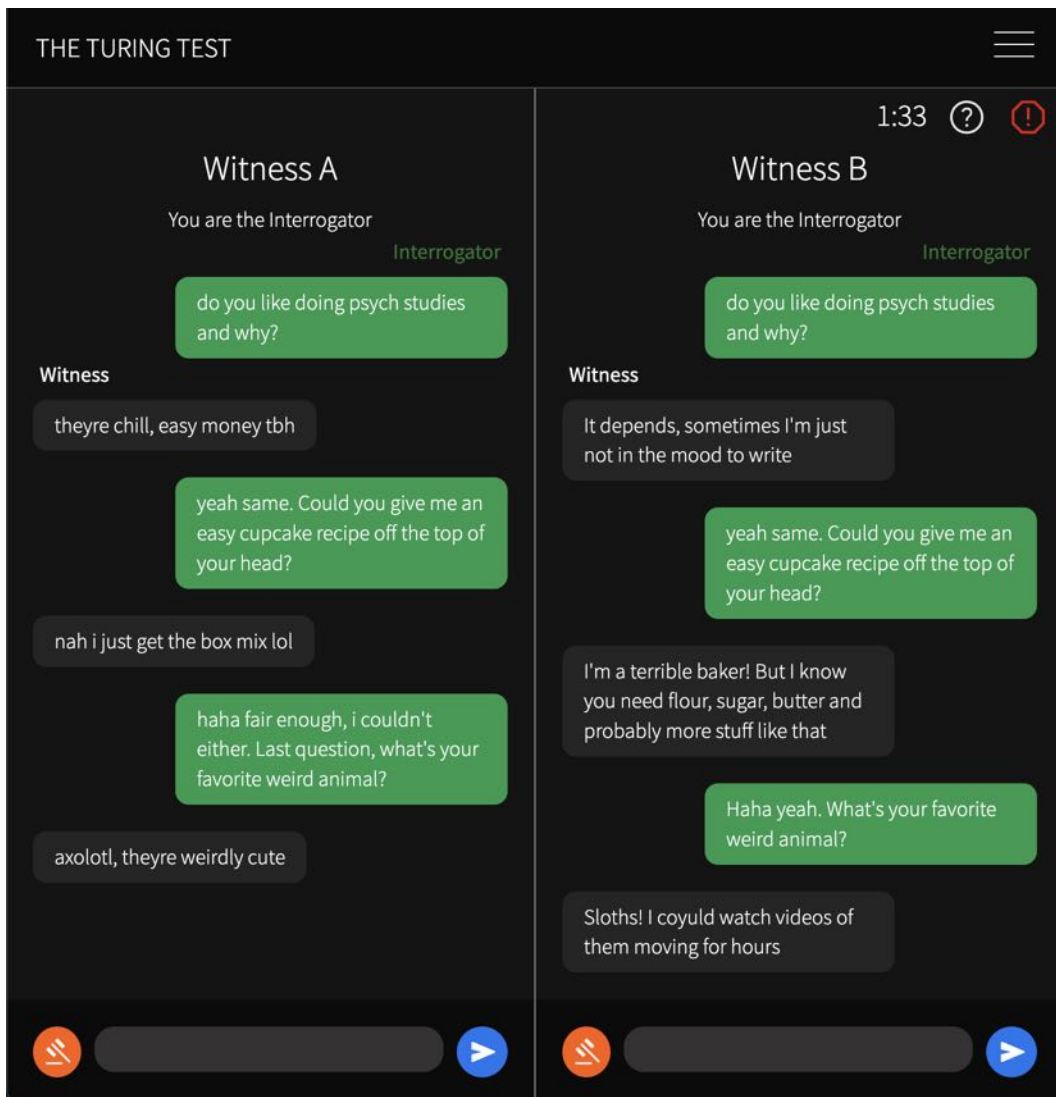 THE TURING TEST
1:33
?
!
Witness A
You are the Interrogator
Interrogator
do you like doing psych studies
and why?
Witness
theyre chill, easy money tbh
yeah same. Could you give me an
easy cupcake recipe off the top of
your head?
nah i just get the box mix lol
haha fair enough, i couldn't
either. Last question, what's your
favorite weird animal?
axolotl, theyre weirdly cute
Witness B
You are the Interrogator
Interrogator
do you like doing psych studies
and why?
Witness
It depends, sometimes I'm just
not in the mood to write
yeah same. Could you give me an
easy cupcake recipe off the top of
your head?
I'm a terrible baker! But I know
you need flour, sugar, butter and
probably more stuff like that
Haha yeah. What's your favorite
weird animal?
Sloths! I coyuld watch videos of
them moving for hours